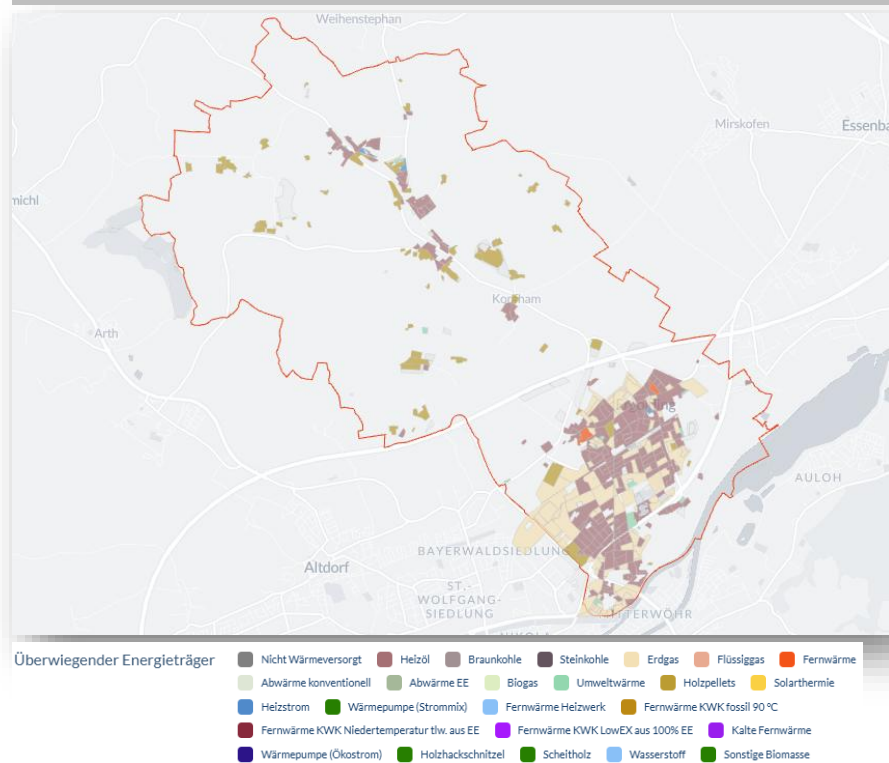 Weihenstephan
Mirskofen
Essenba
michl
Arth
AULOH
BAYERWALDSIEDLUNG
Altdorf
ST.-
WOLFGANG-
SIEDLUNG
Überwiegender Energieträger
Nicht Wärmeversorgt Heizöl Braunkohle Steinkohle Erdgas Flüssiggas Fernwärme
Abwärme konventionell Abwärme EE Biogas Umweltwärme Holzpellets Solarthermie
Heizstrom Wärmepumpe (Strommix) Fernwärme Heizwerk Fernwärme KWK fossil 90 °C
Fernwärme KWK Niedertemperatur tlw. aus EE Fernwärme KWK LowEX aus 100% EE Kalte Fernwärme
Wärmepumpe (Ökostrom) Holzhackschnitzel Scheitholz Wasserstoff Sonstige Biomasse